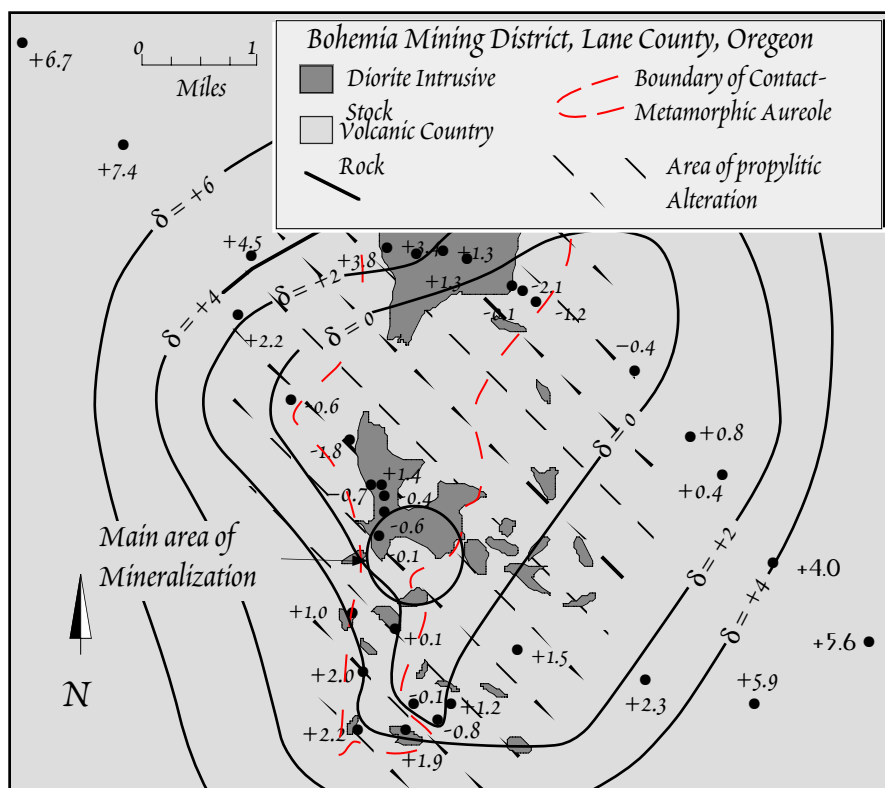 Bohemia Mining District, Lane County, Oregeon
Diorite Intrusive
Stock
Volcanic Country
Rock
Boundary of Contact-
Metamorphic Aureole
Area of propylitic
Alteration
0 1
Miles
+6.7
+7.4
δ = +6
+4.5
+3.8
+3.4
+1.3
+1.3
δ = +2
δ = +4
-2.1
-0.1
-1.2
+2.2
δ = 0
-0.4
-0.6
-1.8
δ = 0
+0.8
+1.4
-0.7
-0.4
+0.4
-0.6
Main area of
Mineralization
-0.1
δ = +2
+4.0
δ = +4
+1.0
+0.1
+5.6
+1.5
+2.0
N
-0.1
+1.2
+2.3
+5.9
-0.8
+2.2
+1.9